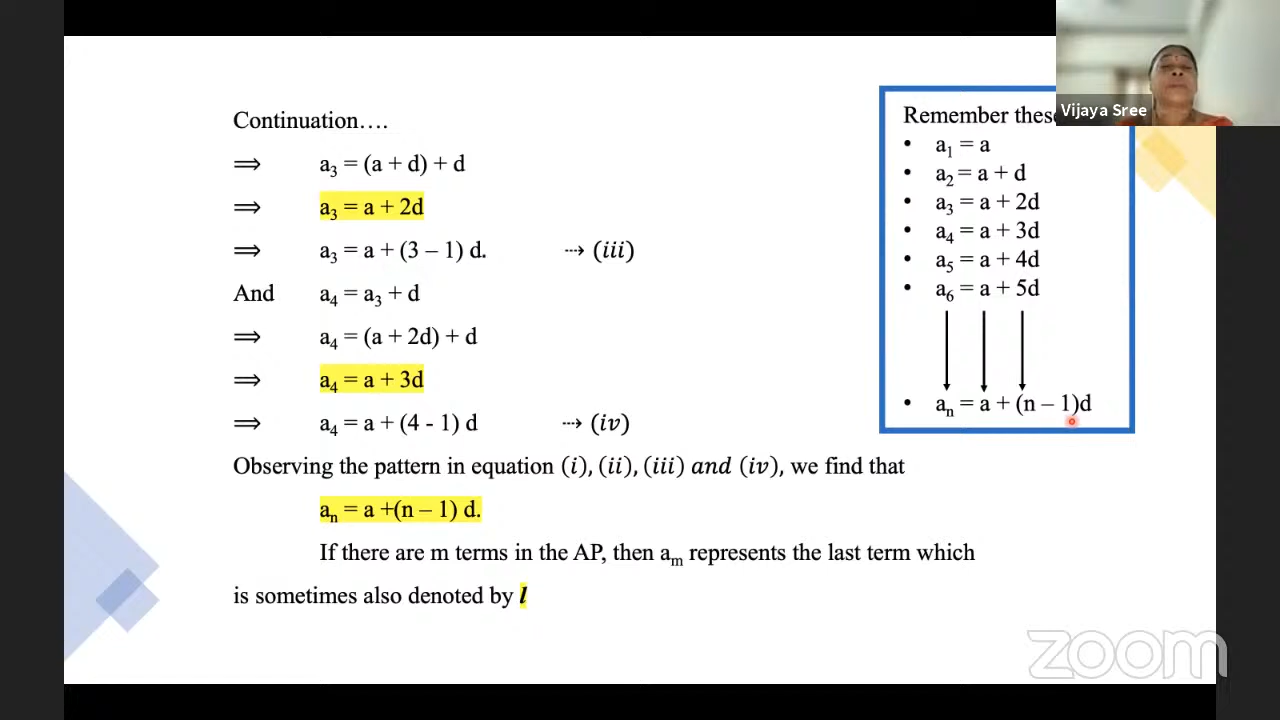 Continuation….
⟹ a₃ = (a + d) + d
⟹ a₃ = a + 2d
⟹ a₃ = a + (3 – 1) d. ⇢ (iii)
And a₄ = a₃ + d
⟹ a₄ = (a + 2d) + d
⟹ a₄ = a + 3d
⟹ a₄ = a + (4 - 1) d ⇢ (iv)
Observing the pattern in equation (i), (ii), (iii) and (iv), we find that
aₙ = a +(n – 1) d.
If there are m terms in the AP, then aₘ represents the last term which
is sometimes also denoted by l
Remember these
• a₁ = a
• a₂ = a + d
• a₃ = a + 2d
• a₄ = a + 3d
• a₅ = a + 4d
• a₆ = a + 5d
• aₙ = a + (n – 1)d
Vijaya Sree
zoom